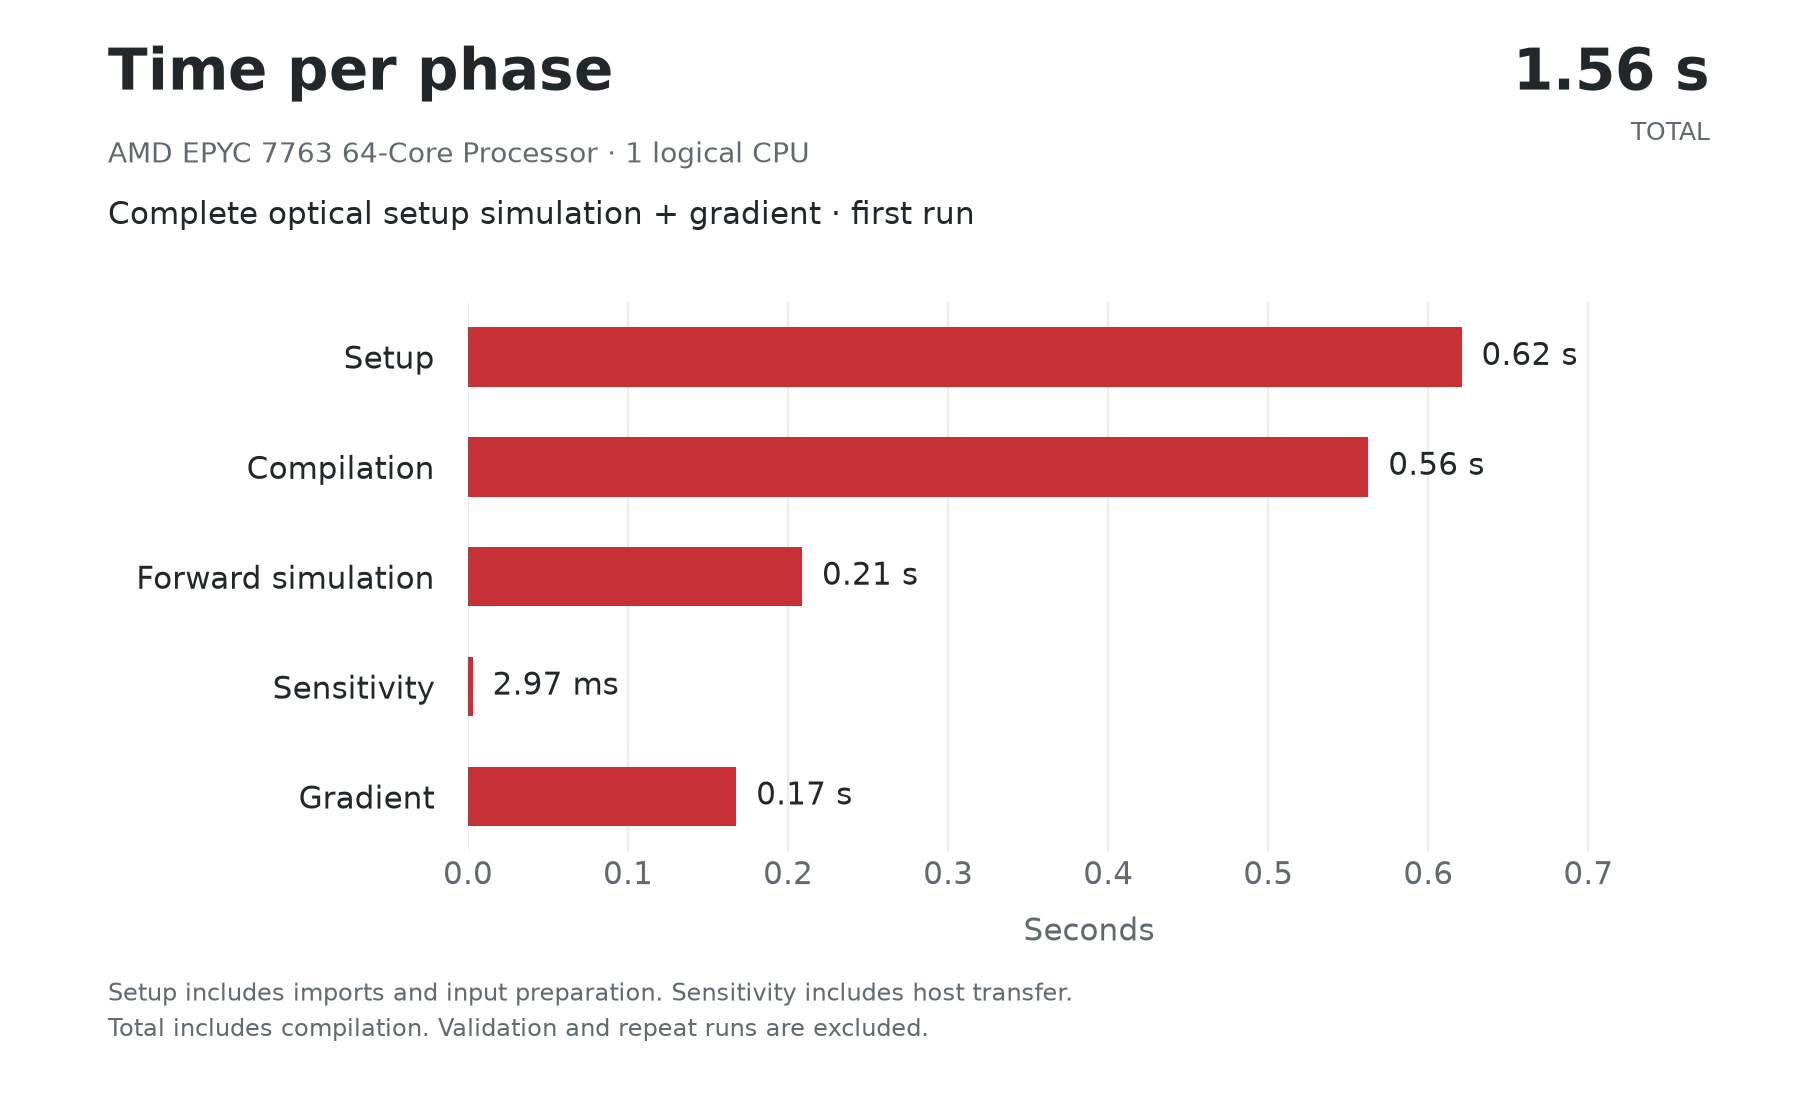 Time per phase
1.56 s
TOTAL
AMD EPYC 7763 64-Core Processor · 1 logical CPU
Complete optical setup simulation + gradient · first run
Setup
0.62 s
Compilation
0.56 s
Forward simulation
0.21 s
Sensitivity
2.97 ms
Gradient
0.17 s
0.0 0.1 0.2 0.3 0.4 0.5 0.6 0.7
Seconds
Setup includes imports and input preparation. Sensitivity includes host transfer.
Total includes compilation. Validation and repeat runs are excluded.